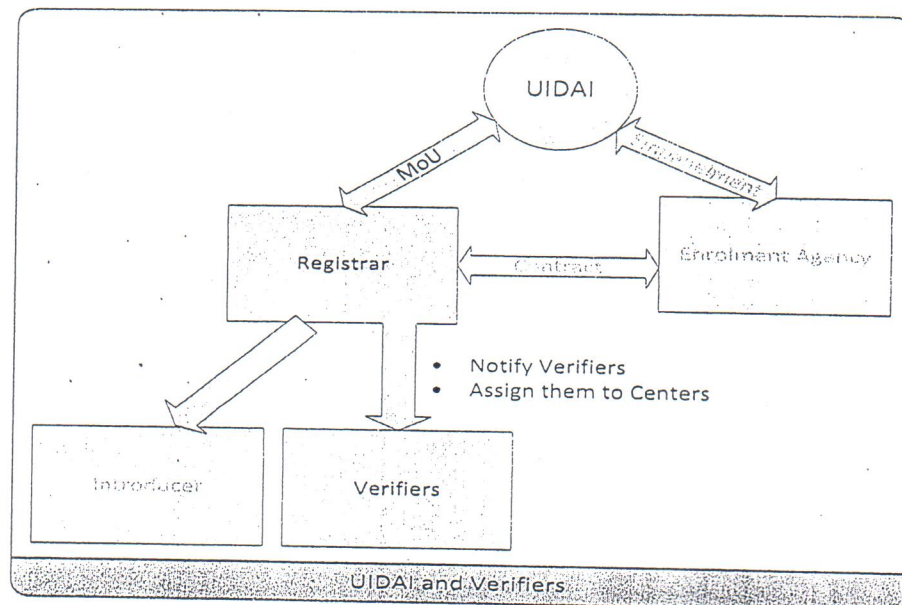 UIDAI
MoU
Empanelment
Registrar
Contract
Enrolment Agency
• Notify Verifiers
• Assign them to Centers
Introducer
Verifiers
UIDAI and Verifiers